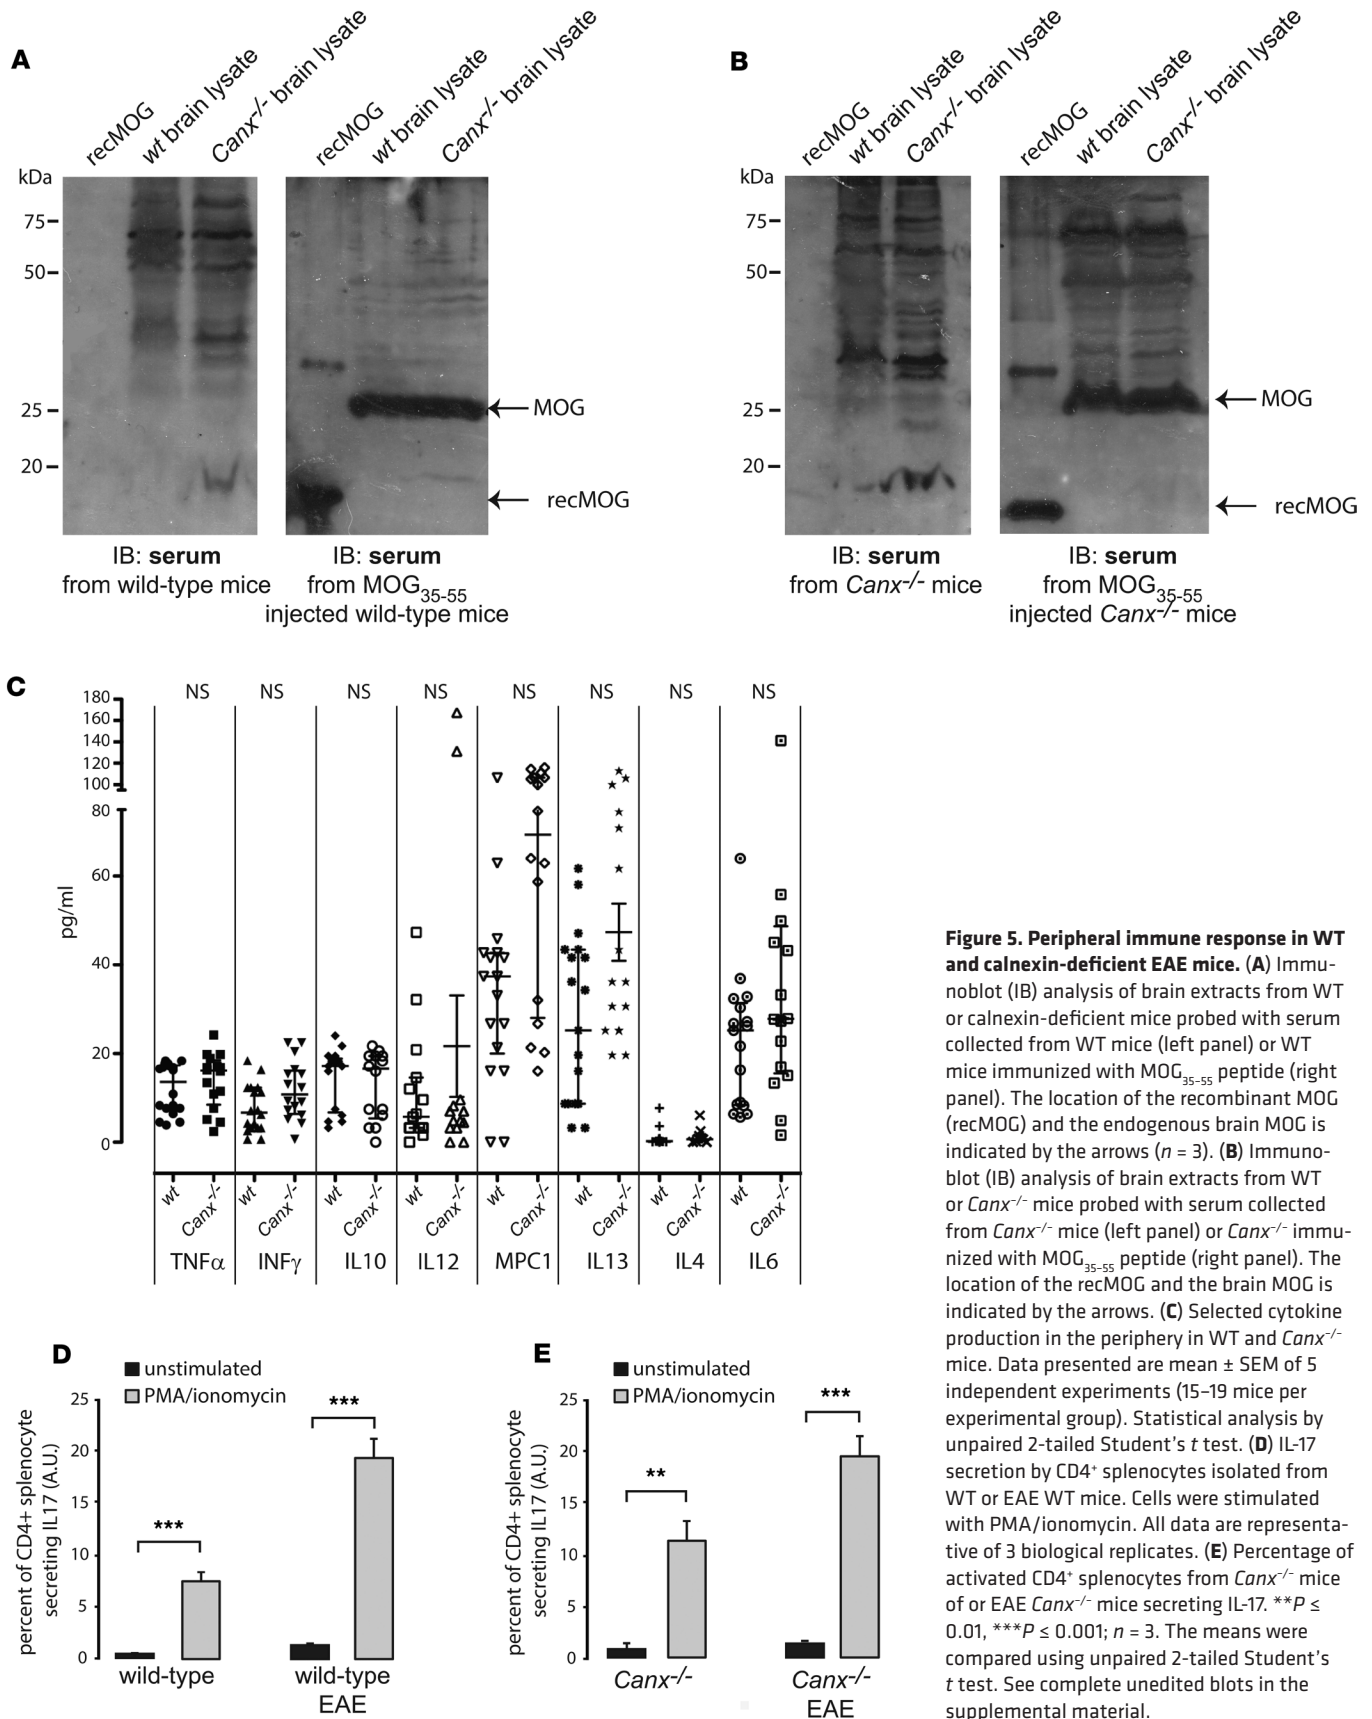 A
recMOG
wt brain lysate
Canx-/- brain lysate
recMOG
wt brain lysate
Canx-/- brain lysate
kDa
75
50
25
20
MOG
recMOG
IB: serum
from wild-type mice
IB: serum
from MOG35-55
injected wild-type mice
B
recMOG
wt brain lysate
Canx-/- brain lysate
recMOG
wt brain lysate
Canx-/- brain lysate
kDa
75
50
25
20
MOG
recMOG
IB: serum
from Canx-/- mice
IB: serum
from MOG35-55
injected Canx-/- mice
C
NS NS NS NS NS NS NS NS
180
160
140
120
100
80
60
40
20
0
pg/ml
wt Canx-/- wt Canx-/- wt Canx-/- wt Canx-/- wt Canx-/- wt Canx-/- wt Canx-/- wt Canx-/-
TNFα INFγ IL10 IL12 MPC1 IL13 IL4 IL6
D
unstimulated
PMA/ionomycin
percent of CD4+ splenocyte
secreting IL17 (A.U.)
25
20
15
10
5
0
***
***
wild-type
wild-type
EAE
E
unstimulated
PMA/ionomycin
percent of CD4+ splenocyte
secreting IL17 (A.U.)
25
20
15
10
5
0
**
***
Canx-/-
Canx-/-
EAE
Figure 5. Peripheral immune response in WT
and calnexin-deficient EAE mice. (A) Immu-
noblot (IB) analysis of brain extracts from WT
or calnexin-deficient mice probed with serum
collected from WT mice (left panel) or WT
mice immunized with MOG35–55 peptide (right
panel). The location of the recombinant MOG
(recMOG) and the endogenous brain MOG is
indicated by the arrows (n = 3). (B) Immuno-
blot (IB) analysis of brain extracts from WT
or Canx–/– mice probed with serum collected
from Canx–/– mice (left panel) or Canx–/– immu-
nized with MOG35–55 peptide (right panel). The
location of the recMOG and the brain MOG is
indicated by the arrows. (C) Selected cytokine
production in the periphery in WT and Canx–/–
mice. Data presented are mean ± SEM of 5
independent experiments (15–19 mice per
experimental group). Statistical analysis by
unpaired 2-tailed Student’s t test. (D) IL-17
secretion by CD4+ splenocytes isolated from
WT or EAE WT mice. Cells were stimulated
with PMA/ionomycin. All data are representa-
tive of 3 biological replicates. (E) Percentage of
activated CD4+ splenocytes from Canx–/– mice
of or EAE Canx–/– mice secreting IL-17. **P ≤
0.01, ***P ≤ 0.001; n = 3. The means were
compared using unpaired 2-tailed Student’s
t test. See complete unedited blots in the
supplemental material.